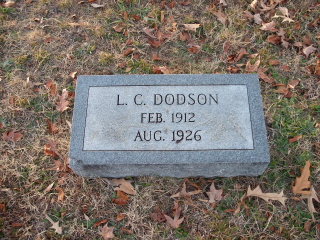 L. C. DODSON
FEB. 1912
AUG. 1926